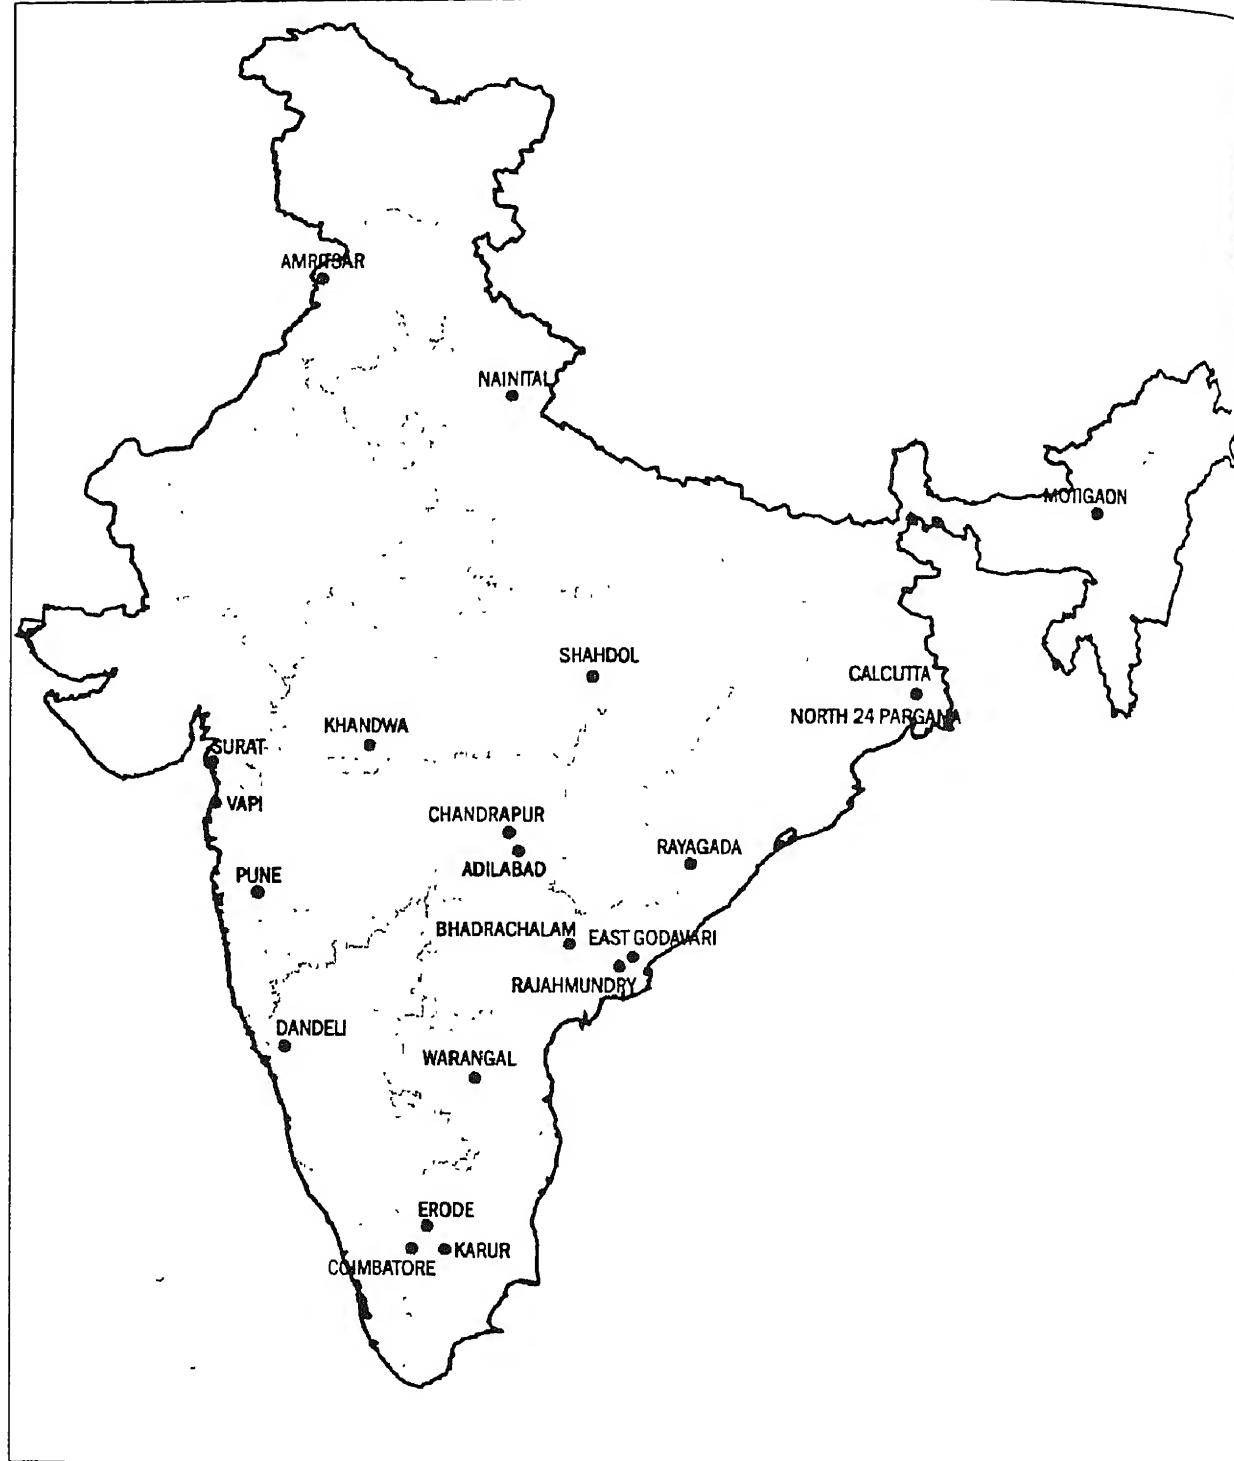 AMRITSAR
NAINITAL
MOTIGAON
SHAHDOL
CALCUTTA
NORTH 24 PARGANA
KHANDWA
SURAT
VAPI
CHANDRAPUR
ADILABAD
RAYAGADA
PUNE
BHADRACHALAM
EAST GODAVARI
RAJAHMUNDRY
DANDELI
WARANGAL
ERODE
KARUR
COIMBATORE